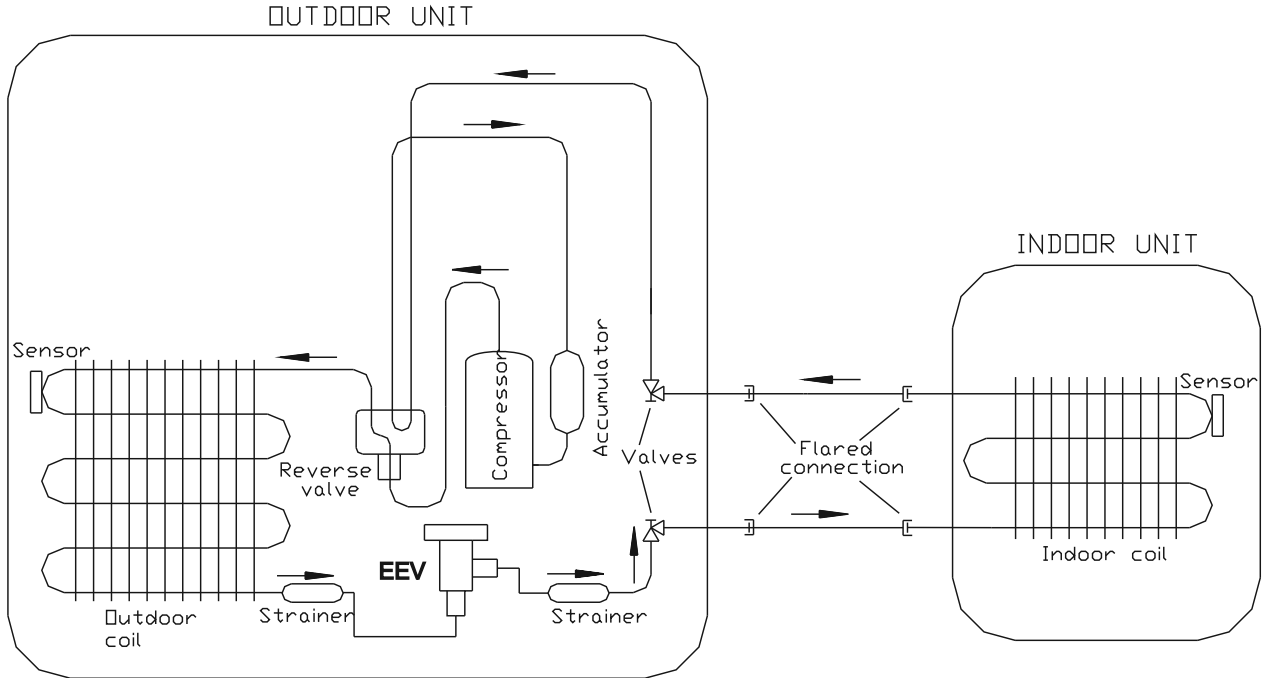 OUTDOOR UNIT
INDOOR UNIT
Sensor
Compressor
Accumulator
Sensor
Reverse
valve
Valves
Flared
connection
EEV
Indoor coil
Strainer
Strainer
Outdoor
coil